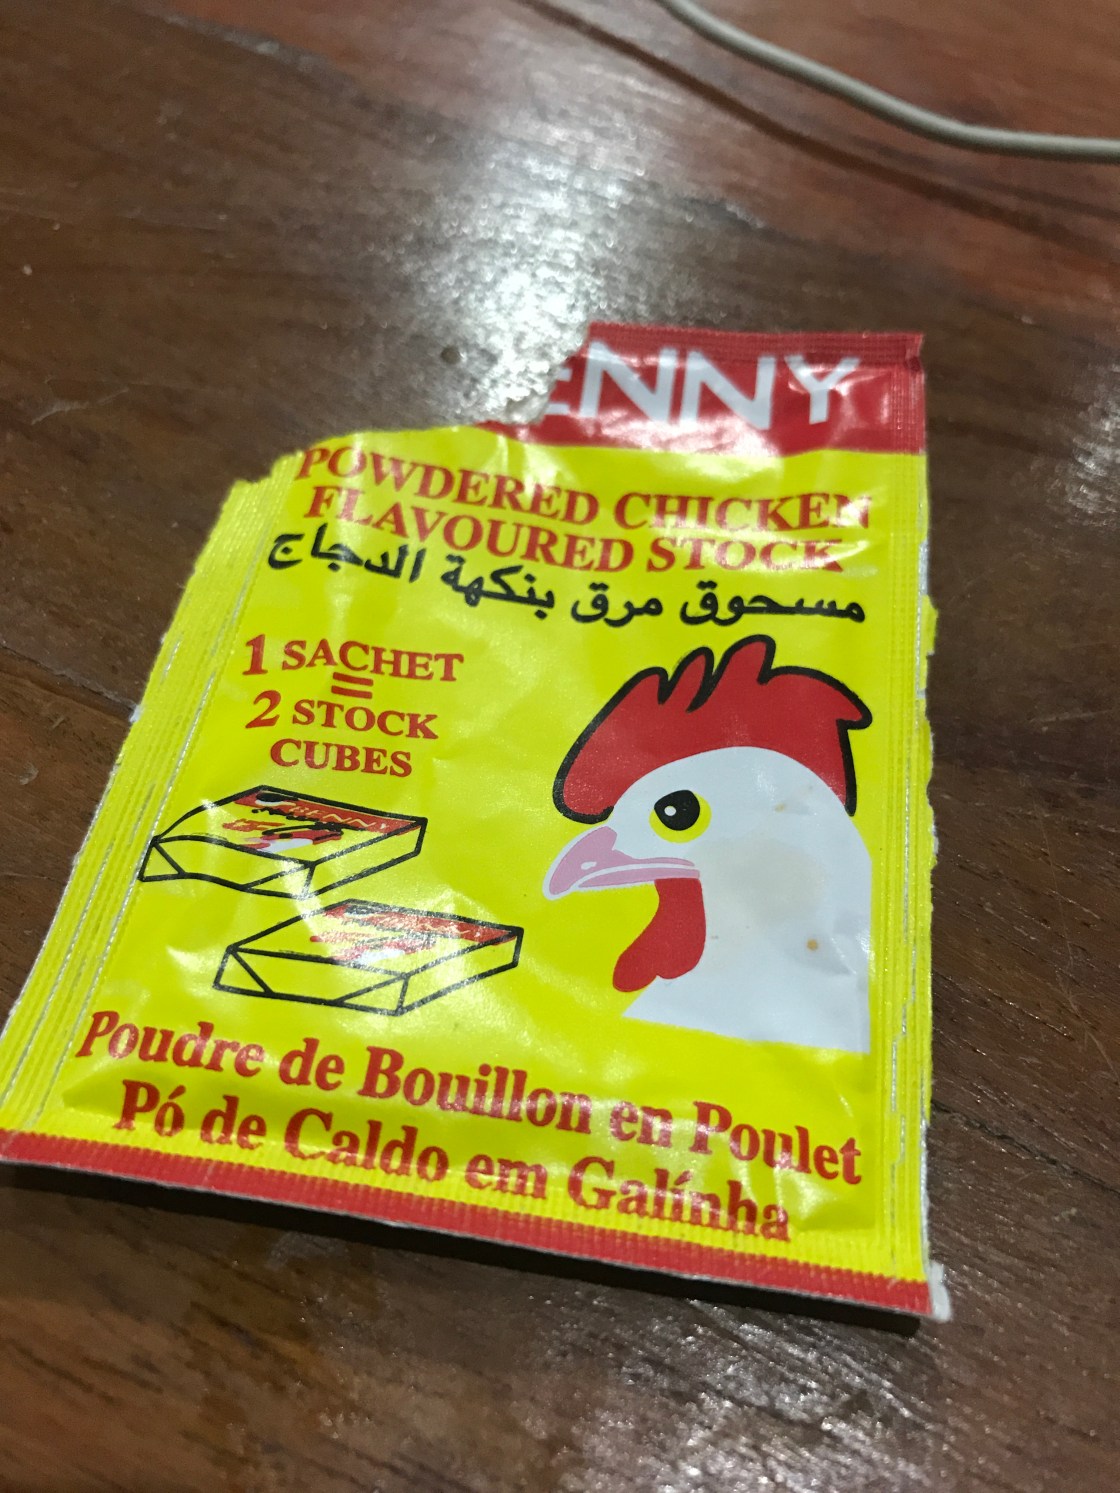 ENNY
POWDERED CHICKEN
FLAVOURED STOCK
مسحوق مرق بنكهة الدجاج
1 SACHET
=
2 STOCK
CUBES
BENNY
Poudre de Bouillon en Poulet
Pó de Caldo em Galínha